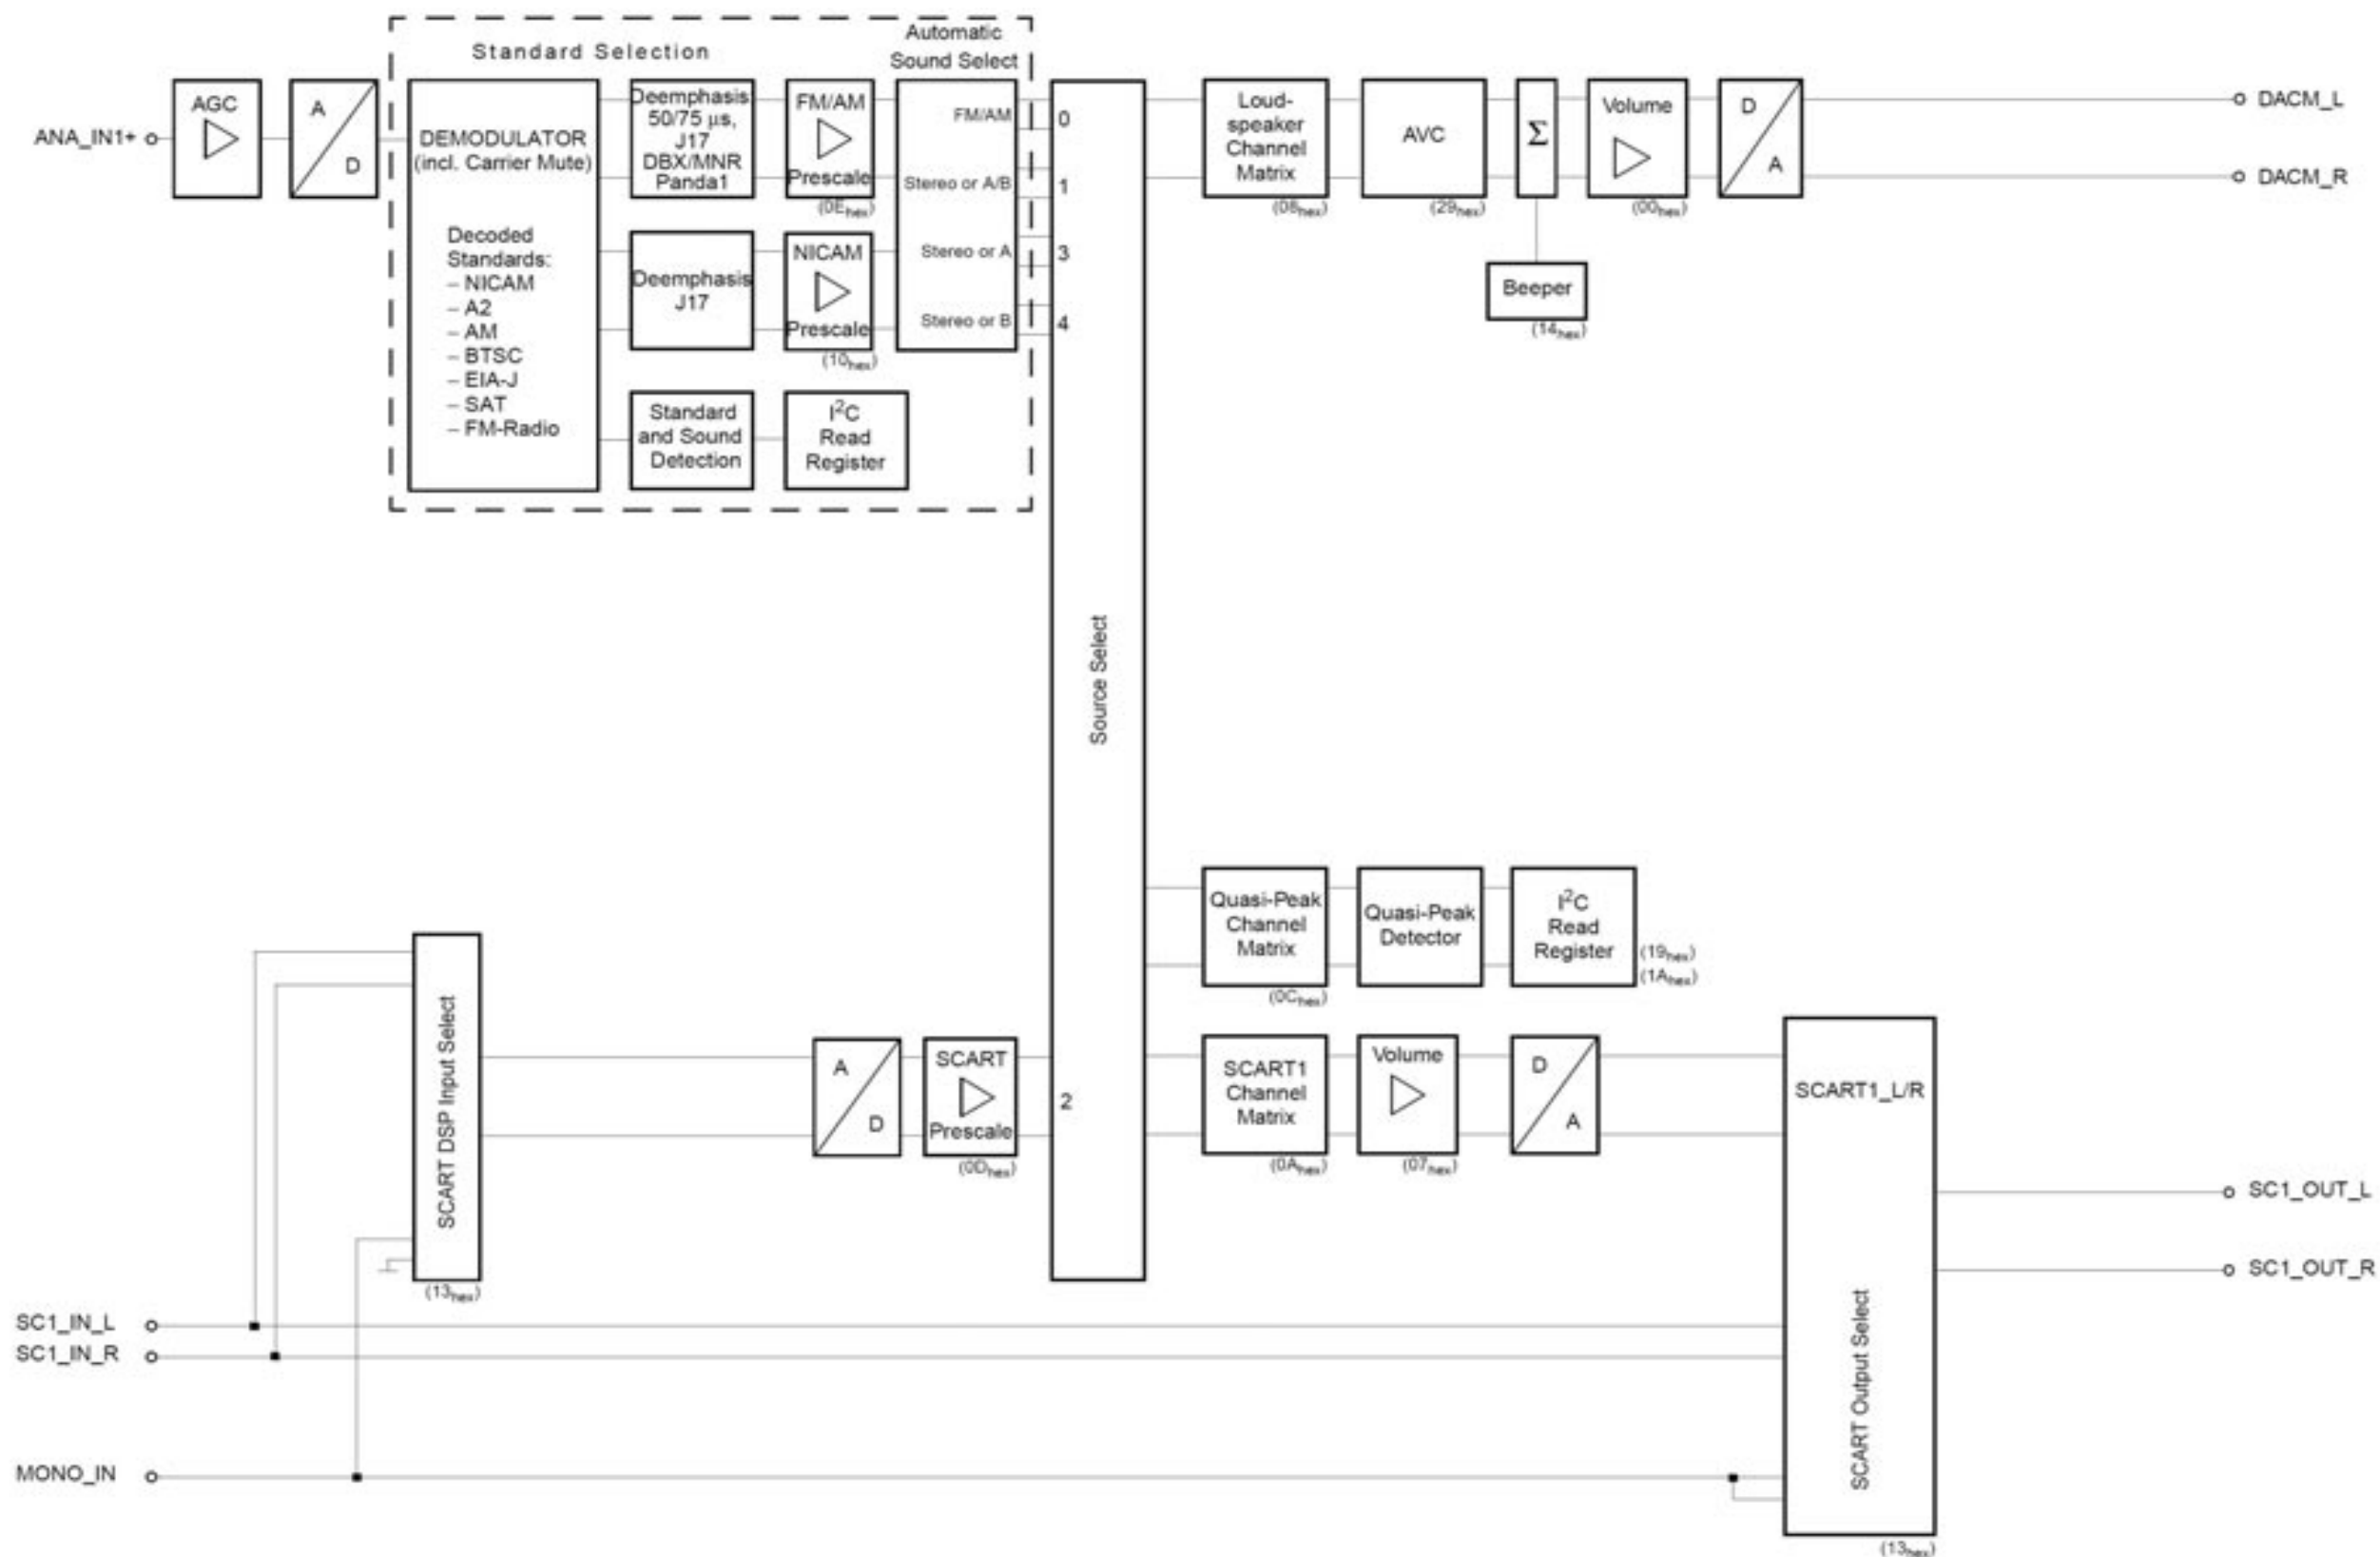 Standard Selection
Automatic
Sound Select
ANA_IN1+
AGC
A
D
DEMODULATOR
(incl. Carrier Mute)
Decoded
Standards:
– NICAM
– A2
– AM
– BTSC
– EIA-J
– SAT
– FM-Radio
Deemphasis:
50/75 µs,
J17
DBX/MNR
Panda1
FM/AM
Prescale
(0Ehex)
Deemphasis
J17
NICAM
Prescale
(10hex)
Standard
and Sound
Detection
I2C
Read
Register
FM/AM
Stereo or A/B
Stereo or A
Stereo or B
0
1
3
4
Source Select
2
Loud-
speaker
Channel
Matrix
(08hex)
AVC
(29hex)
Σ
Beeper
(14hex)
Volume
(00hex)
D
A
DACM_L
DACM_R
Quasi-Peak
Channel
Matrix
(0Chex)
Quasi-Peak
Detector
I2C
Read
Register
(19hex)
(1Ahex)
SCART DSP Input Select
(13hex)
A
D
SCART
Prescale
(0Dhex)
SCART1
Channel
Matrix
(0Ahex)
Volume
(07hex)
D
A
SCART1_L/R
SCART Output Select
(13hex)
SC1_OUT_L
SC1_OUT_R
SC1_IN_L
SC1_IN_R
MONO_IN